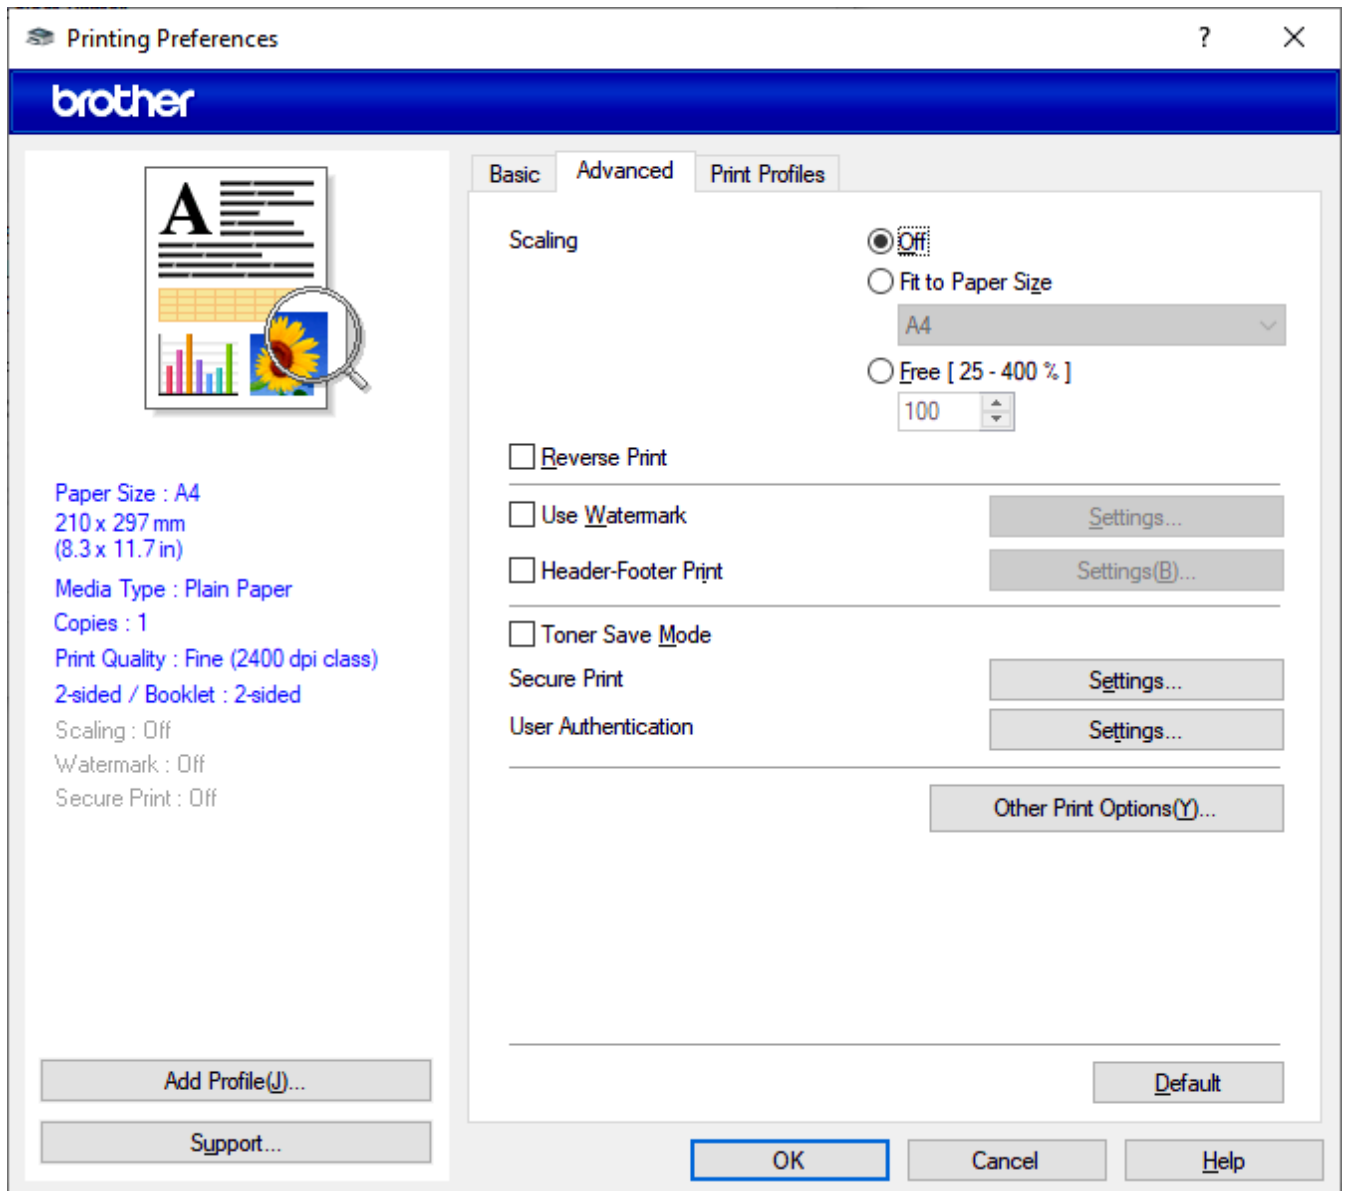 Printing Preferences
?
brother
A
Paper Size : A4
210 x 297 mm
(8.3 x 11.7 in)
Media Type : Plain Paper
Copies : 1
Print Quality : Fine (2400 dpi class)
2-sided / Booklet : 2-sided
Scaling : Off
Watermark : Off
Secure Print : Off
Add Profile(J)...
Support...
Basic
Advanced
Print Profiles
Scaling
Off
Fit to Paper Size
A4
Free [ 25 - 400 % ]
100
Reverse Print
Use Watermark
Settings...
Header-Footer Print
Settings(B)...
Toner Save Mode
Secure Print
Settings...
User Authentication
Settings...
Other Print Options(Y)...
Default
OK
Cancel
Help